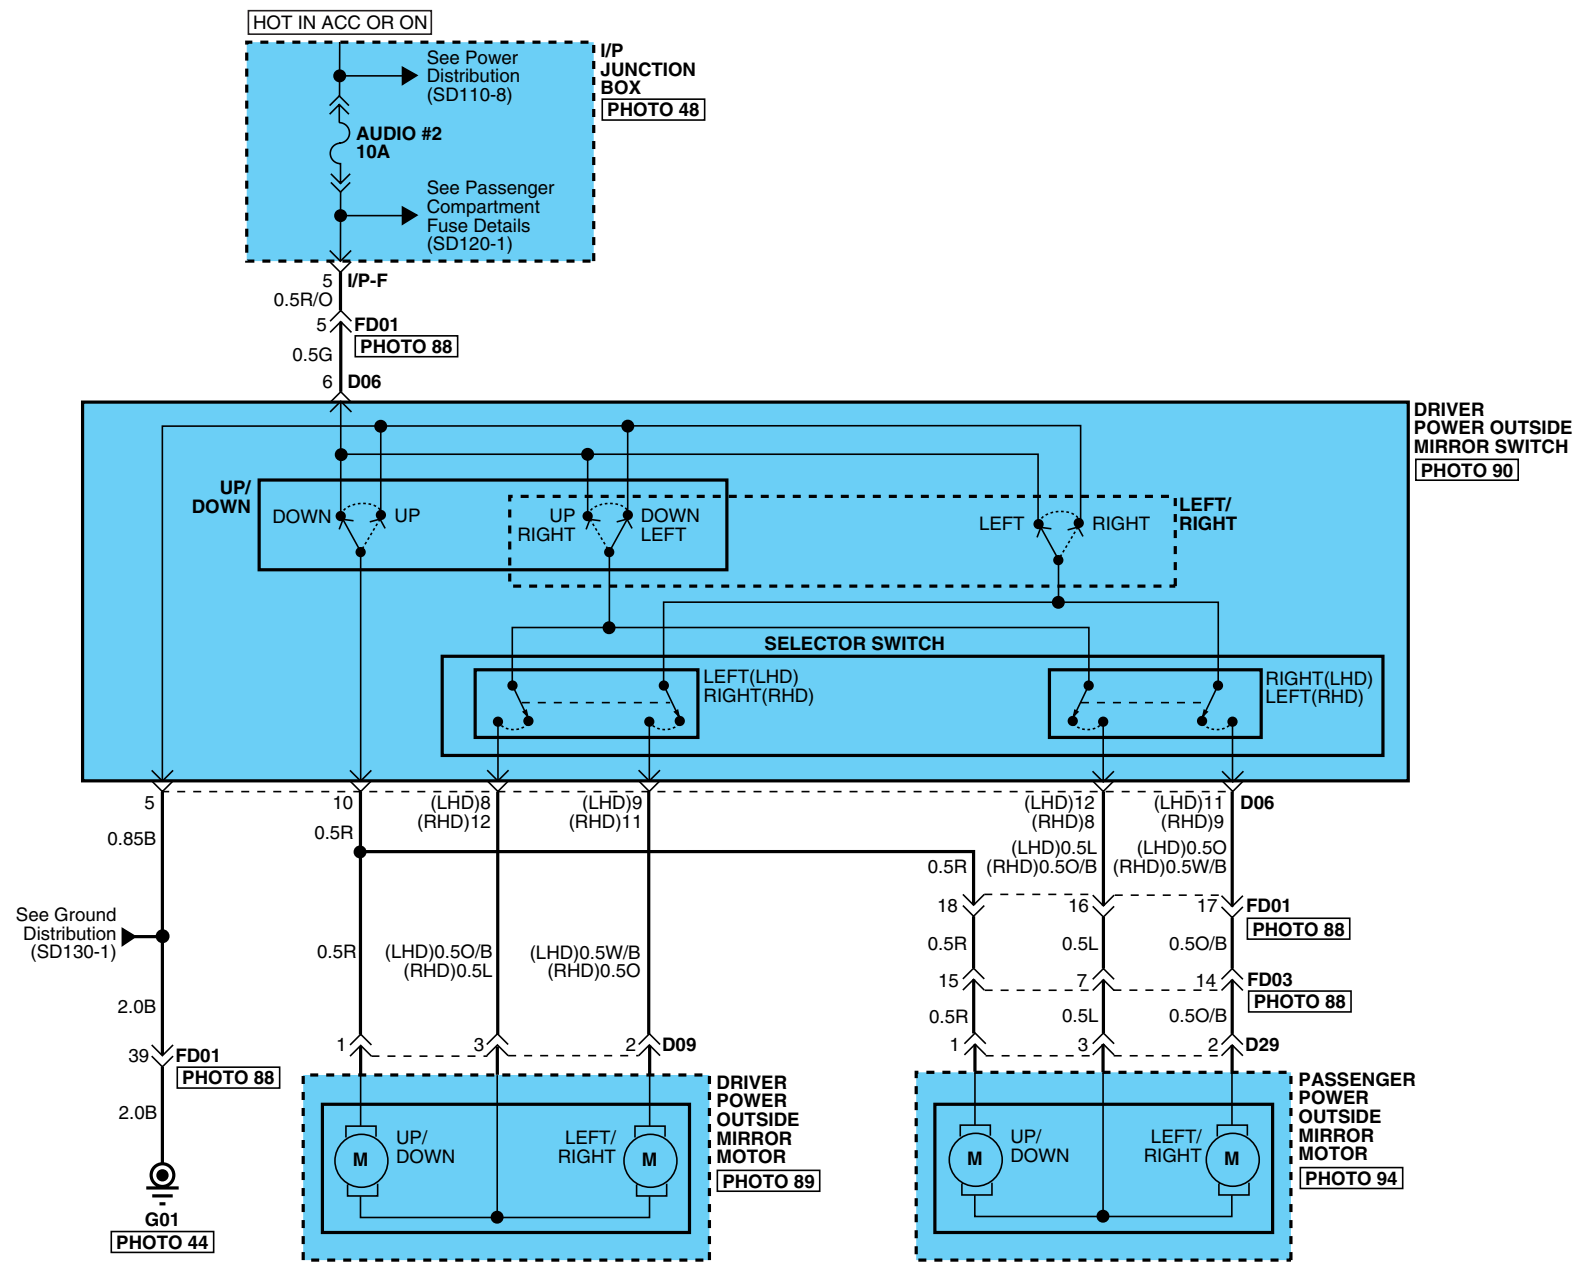 HOT IN ACC OR ON
See Power
Distribution
(SD110-8)
I/P
JUNCTION
BOX
PHOTO 48
AUDIO #2
10A
See Passenger
Compartment
Fuse Details
(SD120-1)
5 I/P-F
0.5R/O
5 FD01
PHOTO 88
0.5G
6 D06
DRIVER
POWER OUTSIDE
MIRROR SWITCH
PHOTO 90
UP/
DOWN
DOWN UP
UP DOWN
RIGHT LEFT
LEFT RIGHT
LEFT/
RIGHT
SELECTOR SWITCH
LEFT(LHD)
RIGHT(RHD)
RIGHT(LHD)
LEFT(RHD)
5 10 (LHD)8 (LHD)9 (LHD)12 (LHD)11 D06
(RHD)12 (RHD)11 (RHD)8 (RHD)9
0.85B 0.5R
(LHD)0.5L (LHD)0.5O
0.5R (RHD)0.5O/B (RHD)0.5W/B
18 16 17 FD01
PHOTO 88
See Ground
Distribution
(SD130-1)
0.5R (LHD)0.5O/B (LHD)0.5W/B
(RHD)0.5L (RHD)0.5O
0.5R 0.5L 0.5O/B
15 7 14 FD03
PHOTO 88
2.0B
0.5R 0.5L 0.5O/B
39 FD01
PHOTO 88
1 3 2 D09
1 3 2 D29
2.0B
G01
PHOTO 44
DRIVER
POWER
OUTSIDE
MIRROR
MOTOR
PHOTO 89
M UP/
DOWN
LEFT/
RIGHT M
PASSENGER
POWER
OUTSIDE
MIRROR
MOTOR
PHOTO 94
M UP/
DOWN
LEFT/
RIGHT M